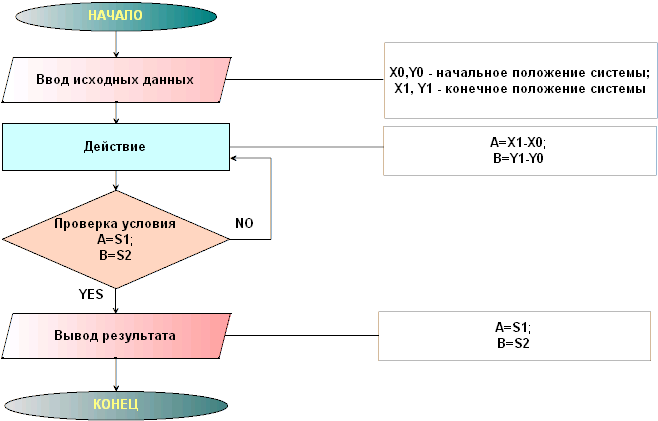 НАЧАЛО
Ввод исходных данных
X0,Y0 - начальное положение системы;
X1, Y1 - конечное положение системы
Действие
A=X1-X0;
B=Y1-Y0
Проверка условия
A=S1;
B=S2
NO
YES
Вывод результата
A=S1;
B=S2
КОНЕЦ